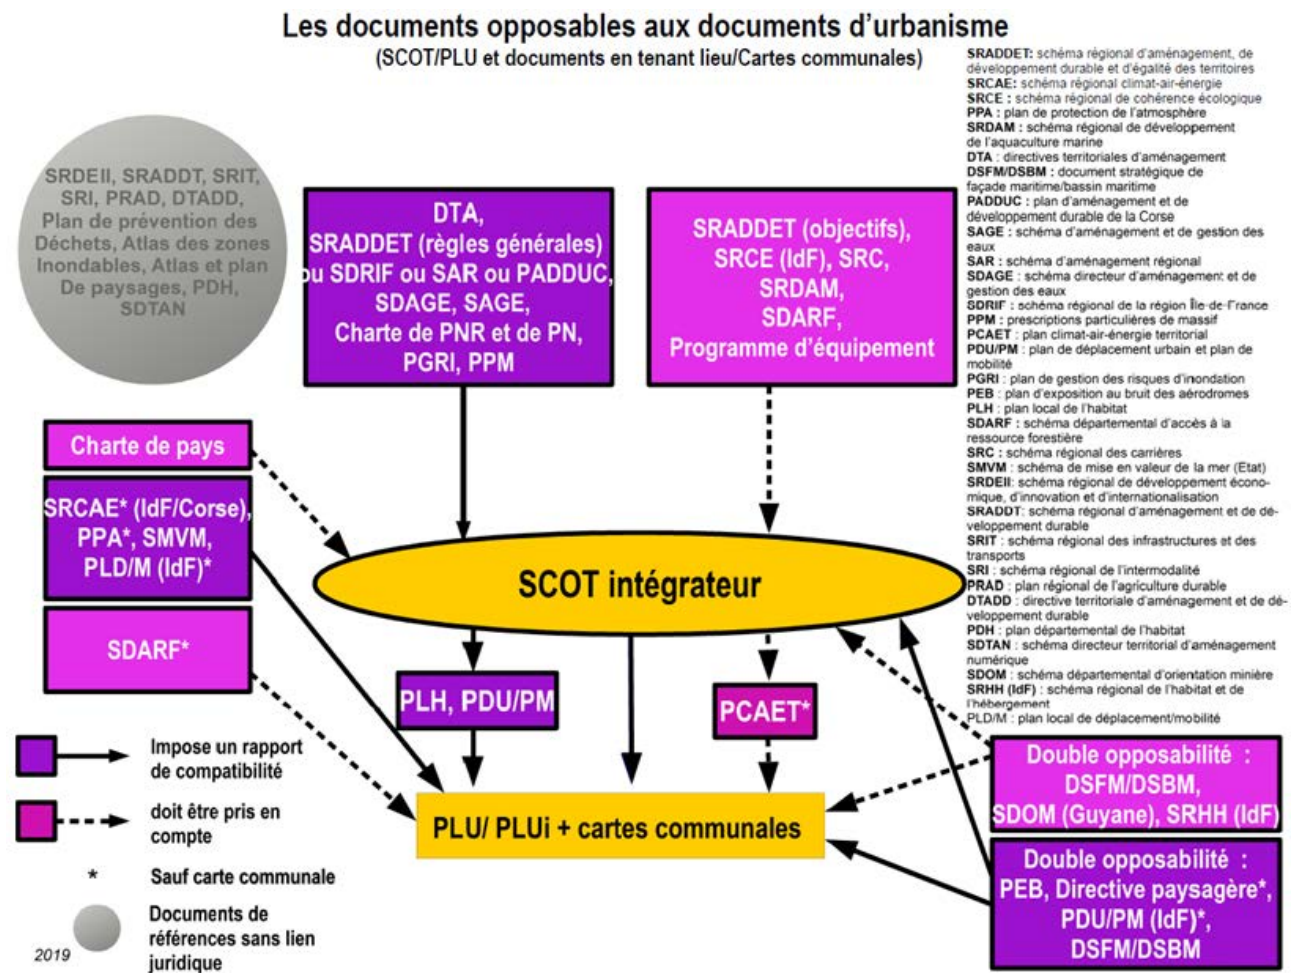 Les documents opposables aux documents d'urbanisme
(SCOT/PLU et documents en tenant lieu/Cartes communales)
SRDEII, SRADDT, SRIT,
SRI, PRAD, DTADD,
Plan de prévention des
Déchets, Atlas des zones
Inondables, Atlas et plan
De paysages, PDH,
SDTAN
DTA,
SRADDET (règles générales)
ou SDRIF ou SAR ou PADDUC,
SDAGE, SAGE,
Charte de PNR et de PN,
PGRI, PPM
SRADDET (objectifs),
SRCE (IdF), SRC,
SRDAM,
SDARF,
Programme d'équipement
SRADDET: schéma régional d'aménagement, de
développement durable et d'égalité des territoires
SRCAE: schéma régional climat-air-énergie
SRCE : schéma régional de cohérence écologique
PPA : plan de protection de l'atmosphère
SRDAM : schéma régional de développement
de l'aquaculture marine
DTA : directives territoriales d'aménagement
DSFM/DSBM : document stratégique de
façade maritime/bassin maritime
PADDUC : plan d'aménagement et de
développement durable de la Corse
SAGE : schéma d'aménagement et de gestion des
eaux
SAR : schéma d'aménagement régional
SDAGE : schéma directeur d'aménagement et de
gestion des eaux
SDRIF : schéma régional de la région Île-de-France
PPM : prescriptions particulières de massif
PCAET : plan climat-air-énergie territorial
PDU/PM : plan de déplacement urbain et plan de
mobilité
PGRI : plan de gestion des risques d'inondation
PEB : plan d'exposition au bruit des aérodromes
PLH : plan local de l'habitat
SDARF : schéma départemental d'accès à la
ressource forestière
SRC : schéma régional des carrières
SMVM : schéma de mise en valeur de la mer (Etat)
SRDEII: schéma régional de développement écono-
mique, d'innovation et d'internationalisation
SRADDT: schéma régional d'aménagement et de dé-
veloppement durable
SRIT : schéma régional des infrastructures et des
transports
SRI : schéma régional de l'intermodalité
PRAD : plan régional de l'agriculture durable
DTADD : directive territoriale d'aménagement et de dé-
veloppement durable
PDH : plan départemental de l'habitat
SDTAN : schéma directeur territorial d'aménagement
numérique
SDOM : schéma départemental d'orientation minière
SRHH (IdF) : schéma régional de l'habitat et de
l'hébergement
PLD/M : plan local de déplacement/mobilité
Charte de pays
SRCAE* (IdF/Corse),
PPA*, SMVM,
PLD/M (IdF)*
SDARF*
SCOT intégrateur
PLH, PDU/PM
PCAET*
PLU/ PLUi + cartes communales
Double opposabilité :
DSFM/DSBM,
SDOM (Guyane), SRHH (IdF)
Double opposabilité :
PEB, Directive paysagère*,
PDU/PM (IdF)*,
DSFM/DSBM
Impose un rapport
de compatibilité
doit être pris en
compte
* Sauf carte communale
Documents de
références sans lien
juridique
2019